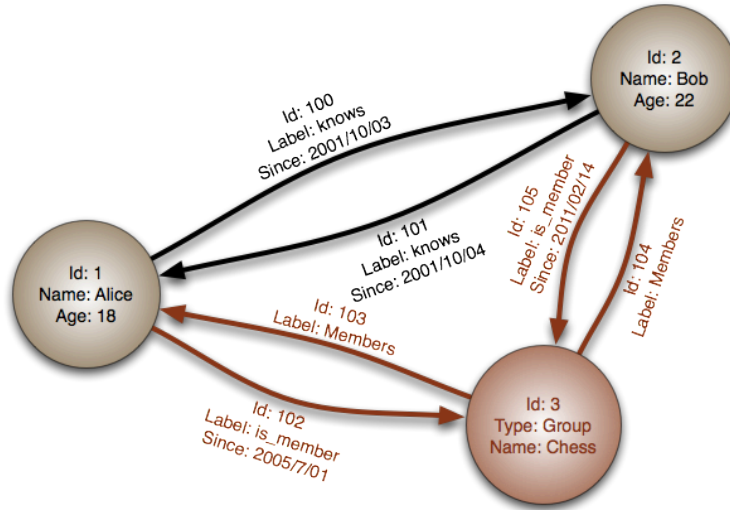 Id: 2
Name: Bob
Age: 22
Id: 100
Label: knows
Since: 2001/10/03
Id: 101
Label: knows
Since: 2001/10/04
Id: 105
Label: is_member
Since: 2011/02/14
Id: 104
Label: Members
Id: 1
Name: Alice
Age: 18
Id: 103
Label: Members
Id: 102
Label: is_member
Since: 2005/7/01
Id: 3
Type: Group
Name: Chess